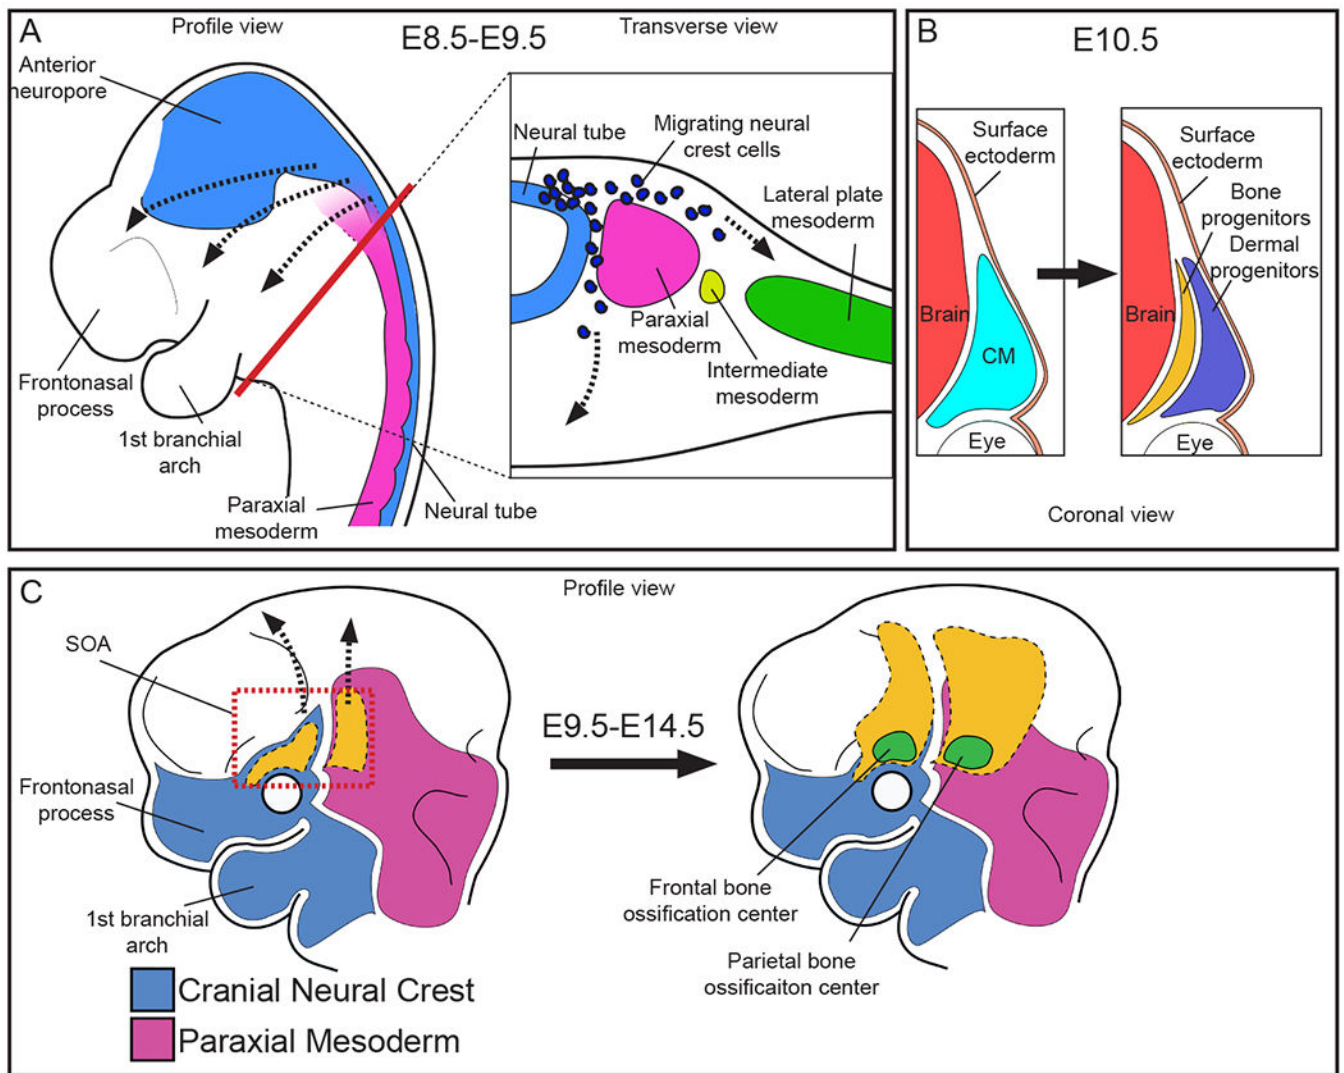 A
Profile view
E8.5-E9.5
Transverse view
Anterior
neuropore
Neural tube
Migrating neural
crest cells
Lateral plate
mesoderm
Paraxial
mesoderm
Intermediate
mesoderm
Frontonasal
process
1st branchial
arch
Paraxial
mesoderm
Neural tube
B
E10.5
Surface
ectoderm
Brain
CM
Eye
Surface
ectoderm
Bone
progenitors
Dermal
progenitors
Brain
Eye
Coronal view
C
Profile view
SOA
E9.5-E14.5
Frontonasal
process
1st branchial
arch
Frontal bone
ossification center
Parietal bone
ossificaiton center
Cranial Neural Crest
Paraxial Mesoderm